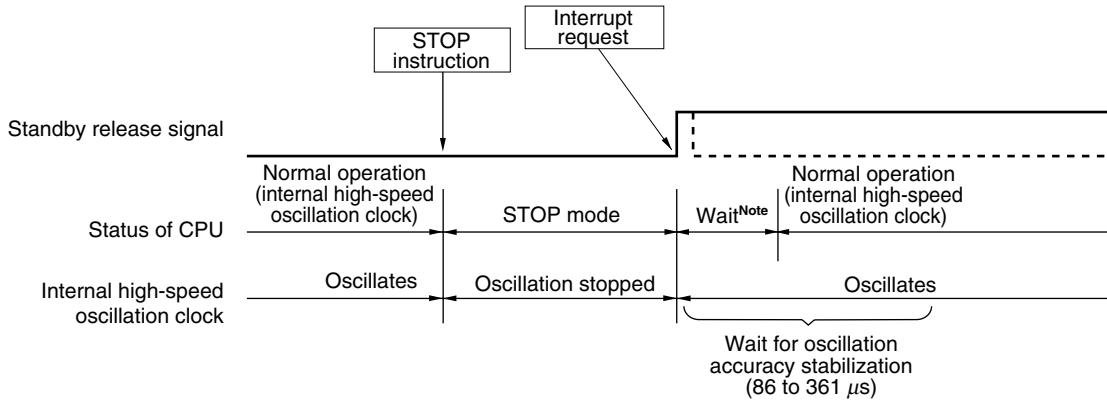 Interrupt
request
STOP
instruction
Standby release signal
Normal operation
(internal high-speed
oscillation clock)
Normal operation
(internal high-speed
oscillation clock)
Status of CPU
STOP mode
WaitNote
Internal high-speed
oscillation clock
Oscillates
Oscillation stopped
Oscillates
Wait for oscillation
accuracy stabilization
(86 to 361 μs)